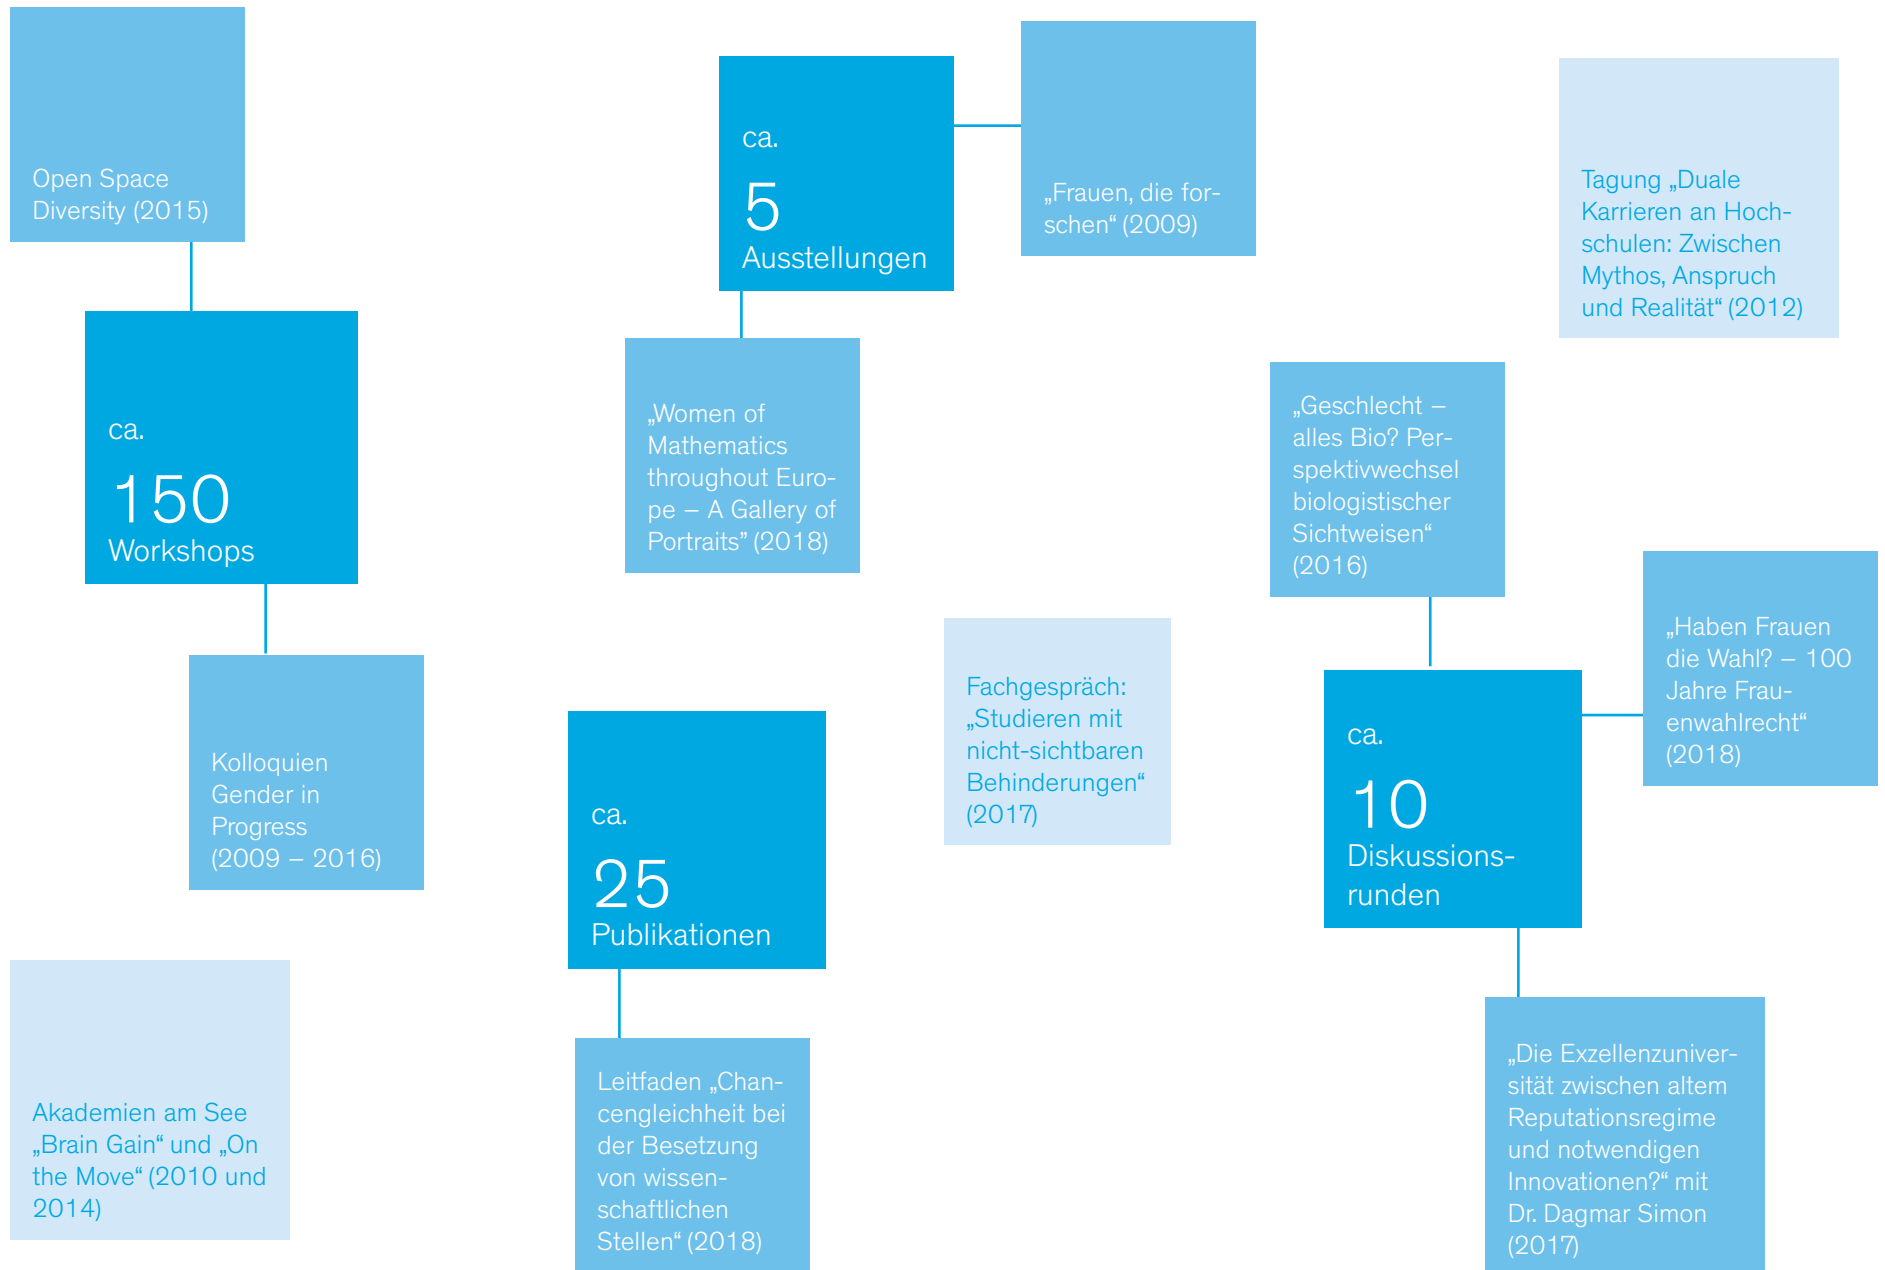 Open Space
Diversity (2015)
ca.
150
Workshops
Kolloquien
Gender in
Progress
(2009 – 2016)
Akademien am See
„Brain Gain“ und „On
the Move“ (2010 und
2014)
ca.
5
Ausstellungen
„Frauen, die for-
schen“ (2009)
„Women of
Mathematics
throughout Euro-
pe – A Gallery of
Portraits” (2018)
ca.
25
Publikationen
Leitfaden „Chan-
cengleichheit bei
der Besetzung
von wissen-
schaftlichen
Stellen“ (2018)
Fachgespräch:
„Studieren mit
nicht-sichtbaren
Behinderungen“
(2017)
Tagung „Duale
Karrieren an Hoch-
schulen: Zwischen
Mythos, Anspruch
und Realität“ (2012)
„Geschlecht –
alles Bio? Per-
spektivwechsel
biologistischer
Sichtweisen“
(2016)
„Haben Frauen
die Wahl? – 100
Jahre Frau-
enwahlrecht“
(2018)
ca.
10
Diskussions-
runden
„Die Exzellenzuniver-
sität zwischen altem
Reputationsregime
und notwendigen
Innovationen?“ mit
Dr. Dagmar Simon
(2017)